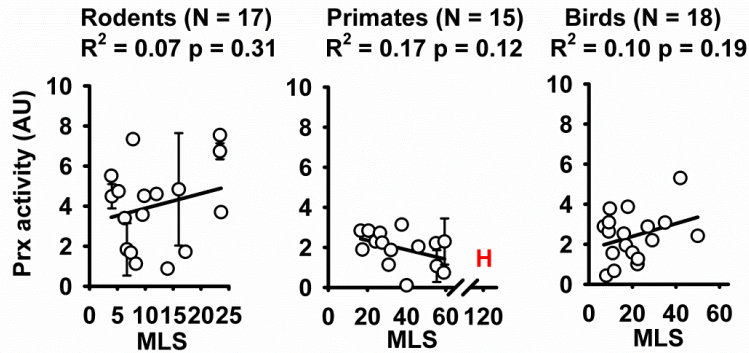 Rodents (N = 17)
R² = 0.07 p = 0.31
Primates (N = 15)
R² = 0.17 p = 0.12
Birds (N = 18)
R² = 0.10 p = 0.19
Prx activity (AU)
10
8
6
4
2
0
0 5 10 15 20 25
MLS
10
8
6
4
2
0
H
0 20 40 60 120
MLS
10
8
6
4
2
0
0 20 40 60
MLS